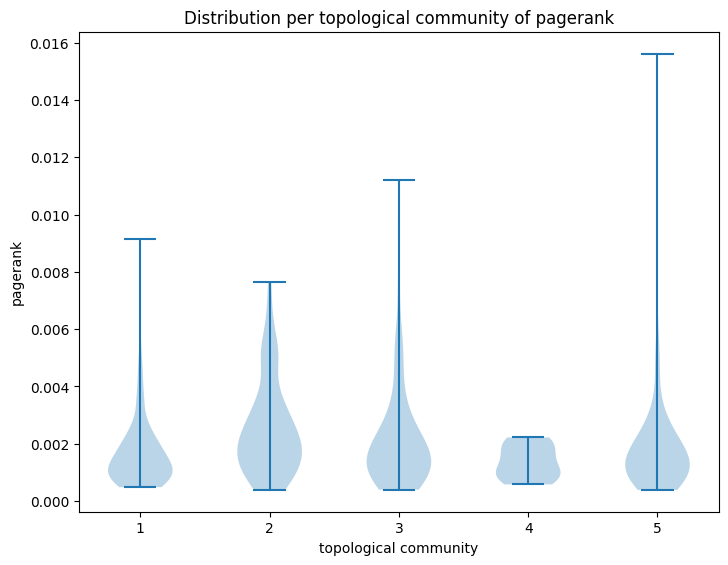 Distribution per topological community of pagerank
0.016
0.014
0.012
0.010
0.008
0.006
0.004
0.002
0.000
pagerank
1 2 3 4 5
topological community